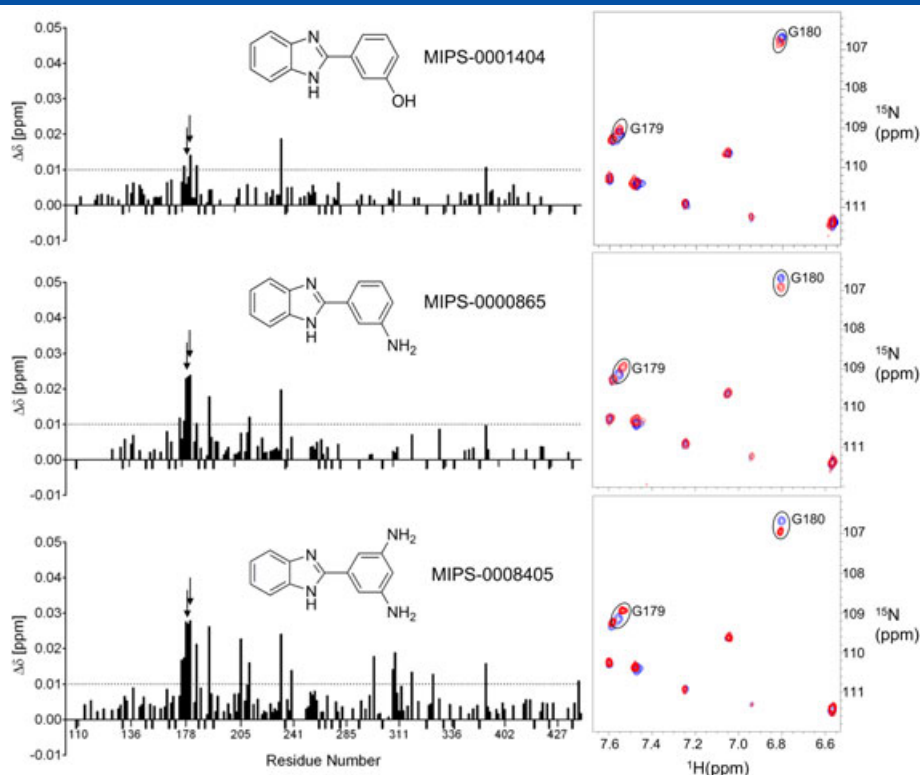 0.05
0.04
0.03
0.02
0.01
0.00
-0.01
Δδ [ppm]
N
N
H
OH
MIPS-0001404
G180
G179
107
108
109
110
111
15N
(ppm)
0.05
0.04
0.03
0.02
0.01
0.00
-0.01
Δδ [ppm]
N
N
H
NH2
MIPS-0000865
G180
G179
107
108
109
110
111
15N
(ppm)
0.05
0.04
0.03
0.02
0.01
0.00
-0.01
Δδ [ppm]
N
N
H
NH2
NH2
MIPS-0008405
G180
G179
107
108
109
110
111
15N
(ppm)
110 136 178 205 241 285 311 336 402 427
Residue Number
7.6 7.4 7.2 7.0 6.8 6.6
1H(ppm)